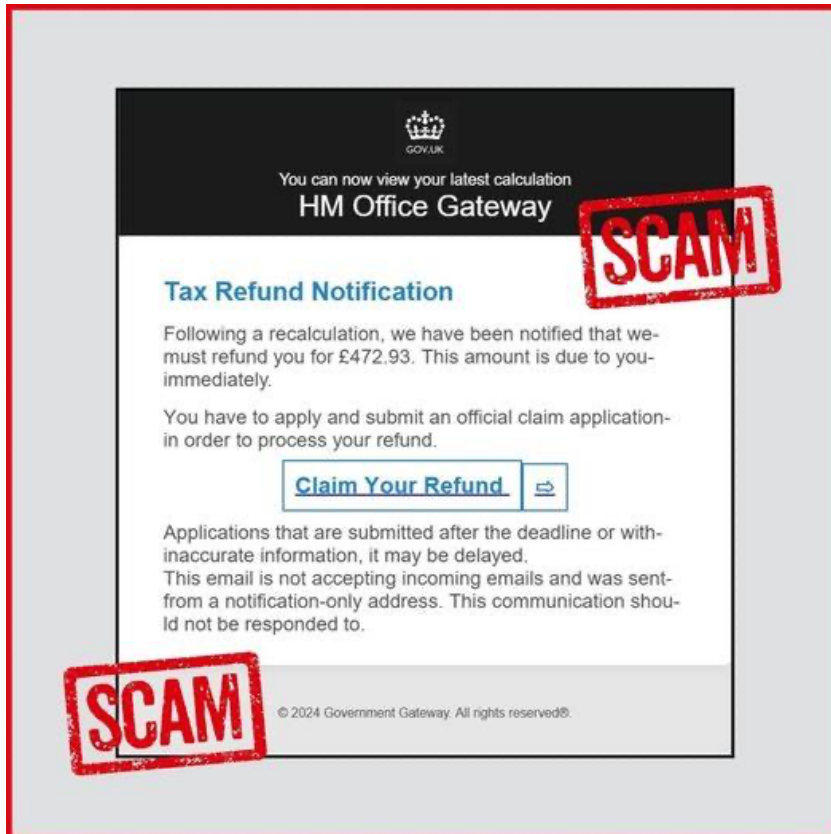 GOV.UK
You can now view your latest calculation
HM Office Gateway
SCAM
Tax Refund Notification
Following a recalculation, we have been notified that we-
must refund you for £472.93. This amount is due to you-
immediately.
You have to apply and submit an official claim application-
in order to process your refund.
Claim Your Refund ⇨
Applications that are submitted after the deadline or with-
inaccurate information, it may be delayed.
This email is not accepting incoming emails and was sent-
from a notification-only address. This communication shou-
ld not be responded to.
SCAM
© 2024 Government Gateway. All rights reserved®.